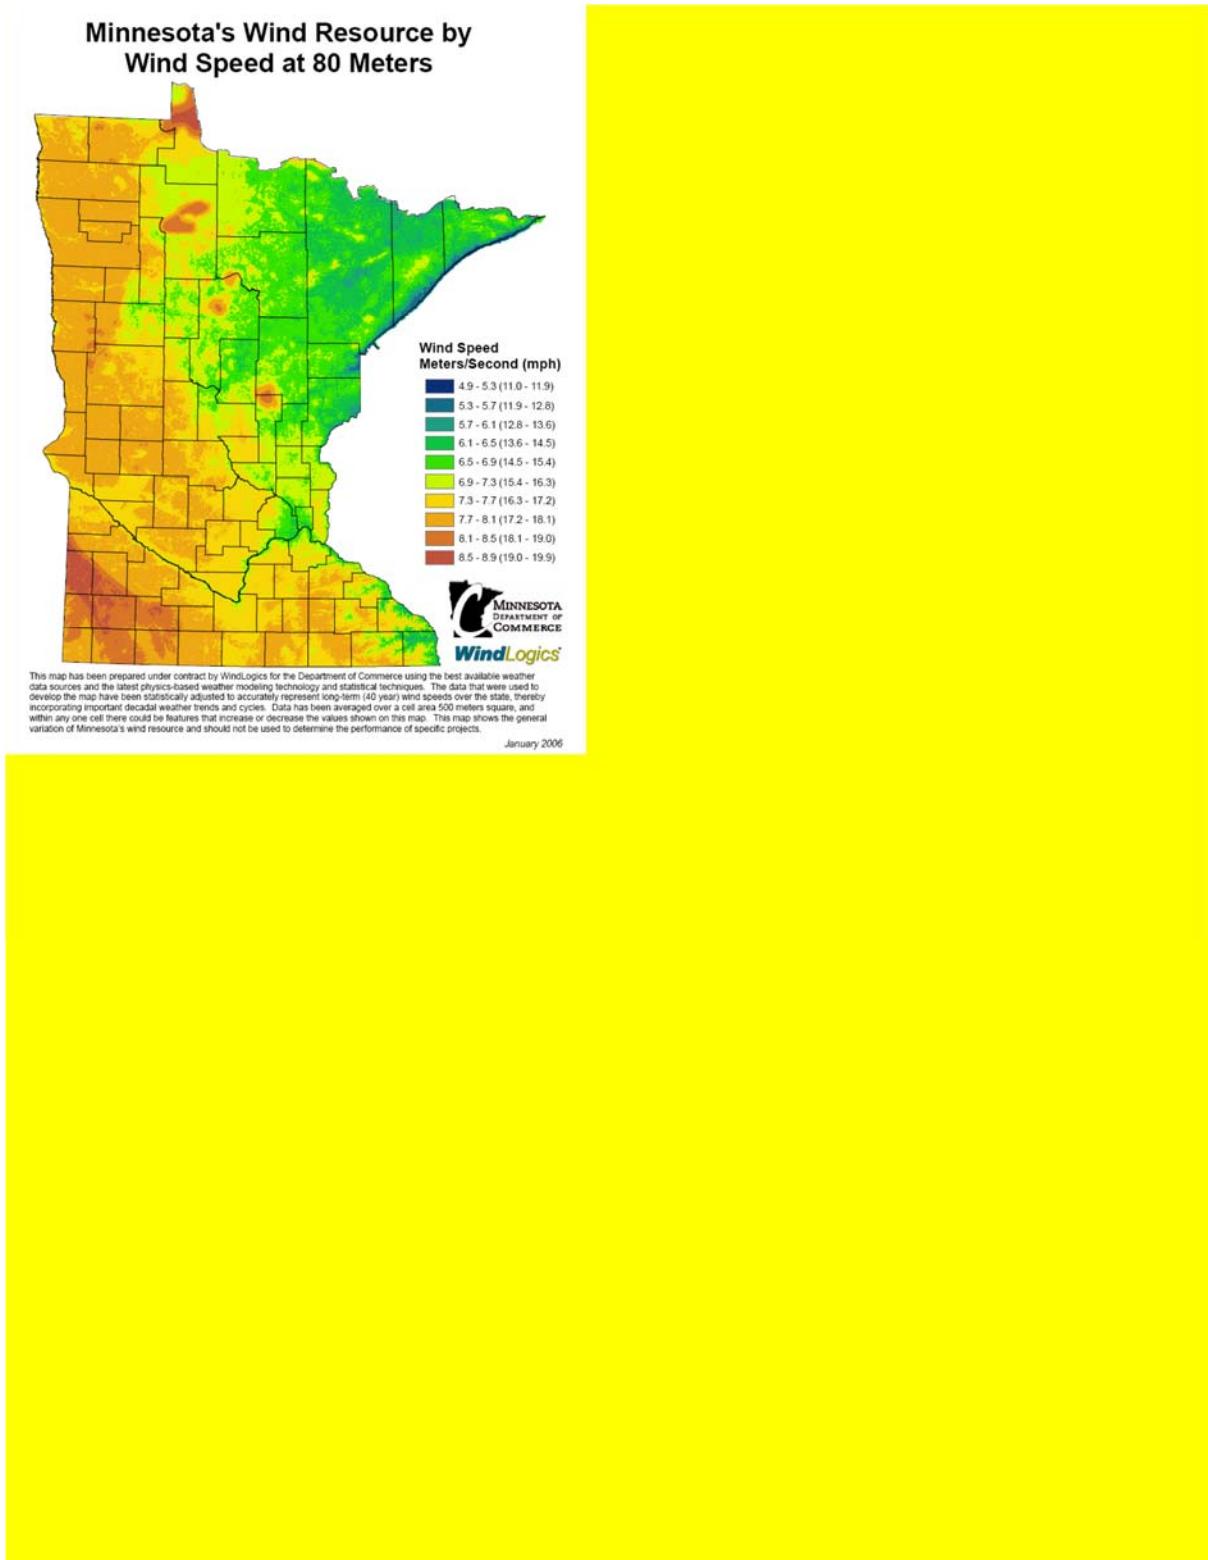 Minnesota's Wind Resource by
Wind Speed at 80 Meters
Wind Speed
Meters/Second (mph)
4.9 - 5.3 (11.0 - 11.9)
5.3 - 5.7 (11.9 - 12.8)
5.7 - 6.1 (12.8 - 13.6)
6.1 - 6.5 (13.6 - 14.5)
6.5 - 6.9 (14.5 - 15.4)
6.9 - 7.3 (15.4 - 16.3)
7.3 - 7.7 (16.3 - 17.2)
7.7 - 8.1 (17.2 - 18.1)
8.1 - 8.5 (18.1 - 19.0)
8.5 - 8.9 (19.0 - 19.9)
MINNESOTA
DEPARTMENT OF
COMMERCE
WindLogics
This map has been prepared under contract by WindLogics for the Department of Commerce using the best available weather
data sources and the latest physics-based weather modeling technology and statistical techniques. The data that were used to
develop the map have been statistically adjusted to accurately represent long-term (40 year) wind speeds over the state, thereby
incorporating important decadal weather trends and cycles. Data has been averaged over a cell area 500 meters square, and
within any one cell there could be features that increase or decrease the values shown on this map. This map shows the general
variation of Minnesota's wind resource and should not be used to determine the performance of specific projects.
January 2006